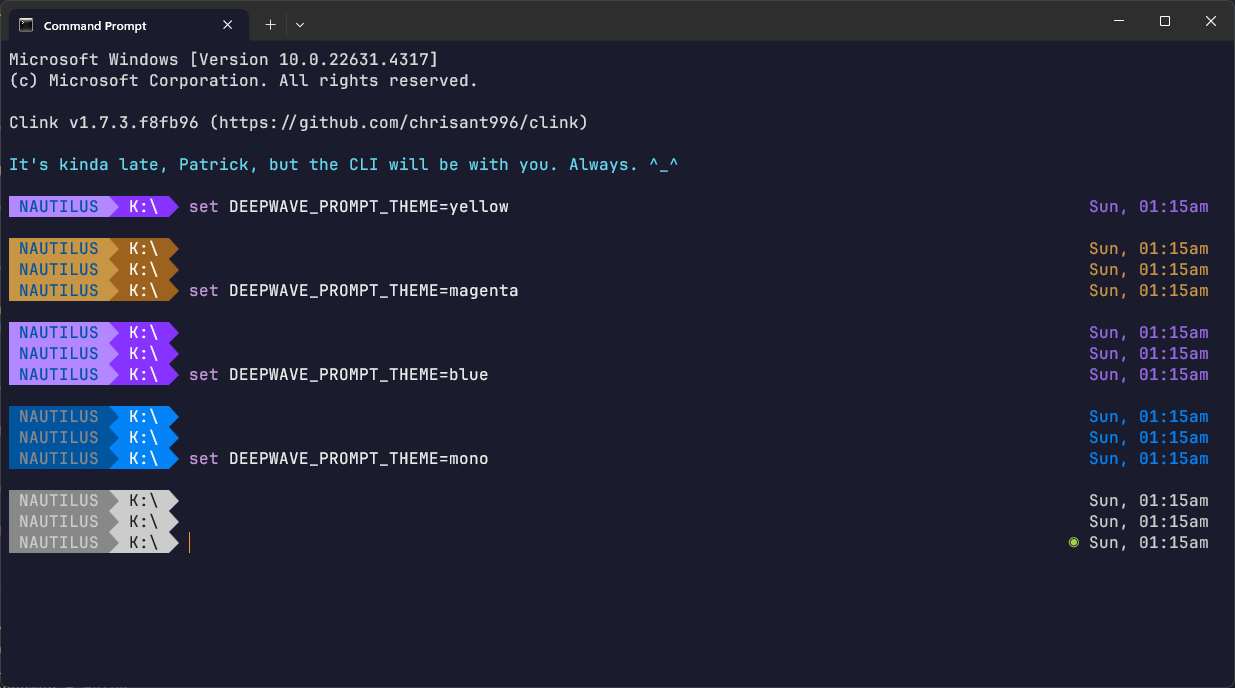 Command Prompt
Microsoft Windows [Version 10.0.22631.4317]
(c) Microsoft Corporation. All rights reserved.
Clink v1.7.3.f8fb96 (https://github.com/chrisant996/clink)
It's kinda late, Patrick, but the CLI will be with you. Always. ^_^
NAUTILUS K:\ set DEEPWAVE_PROMPT_THEME=yellow Sun, 01:15am
NAUTILUS K:\ Sun, 01:15am
NAUTILUS K:\ Sun, 01:15am
NAUTILUS K:\ set DEEPWAVE_PROMPT_THEME=magenta Sun, 01:15am
NAUTILUS K:\ Sun, 01:15am
NAUTILUS K:\ Sun, 01:15am
NAUTILUS K:\ set DEEPWAVE_PROMPT_THEME=blue Sun, 01:15am
NAUTILUS K:\ Sun, 01:15am
NAUTILUS K:\ Sun, 01:15am
NAUTILUS K:\ set DEEPWAVE_PROMPT_THEME=mono Sun, 01:15am
NAUTILUS K:\ Sun, 01:15am
NAUTILUS K:\ Sun, 01:15am
NAUTILUS K:\ ◉ Sun, 01:15am